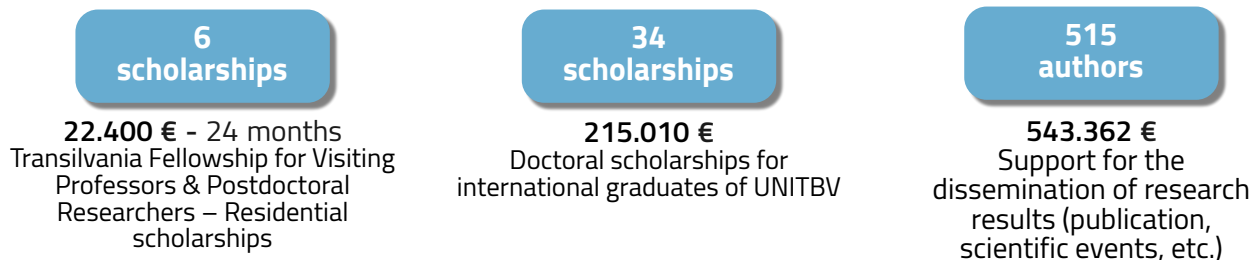 6
scholarships
22.400 € - 24 months
Transilvania Fellowship for Visiting
Professors & Postdoctoral
Researchers – Residential
scholarships
34
scholarships
215.010 €
Doctoral scholarships for
international graduates of UNITBV
515
authors
543.362 €
Support for the
dissemination of research
results (publication,
scientific events, etc.)